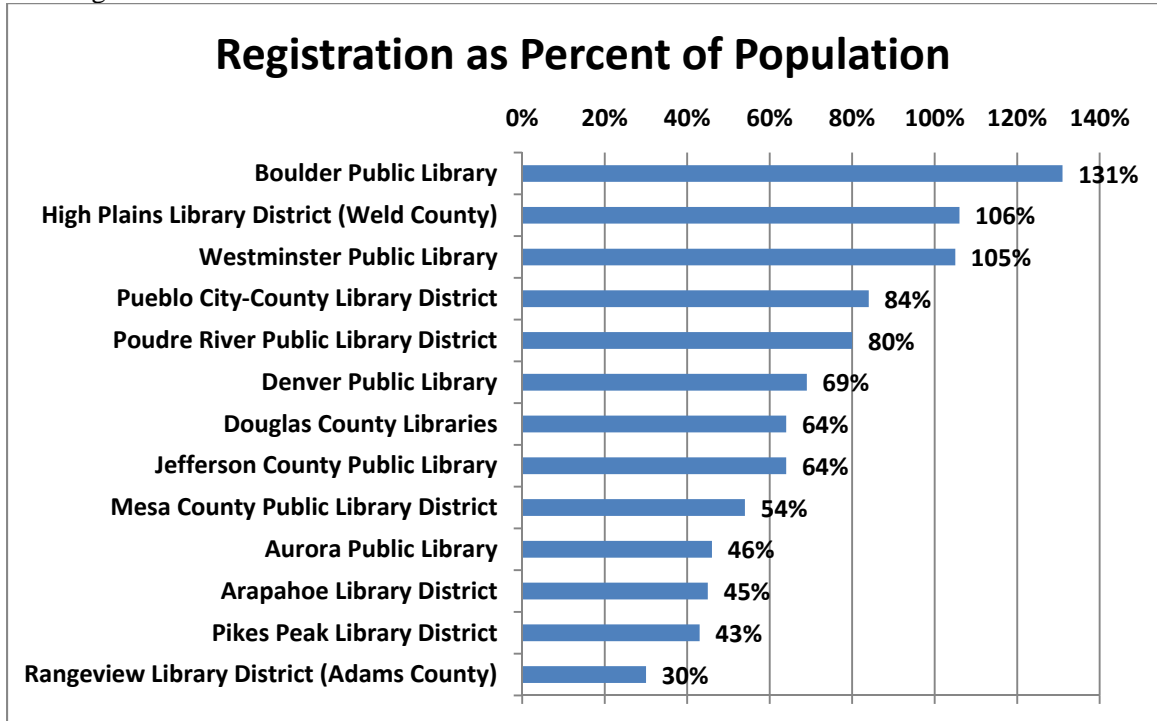 Registration as Percent of Population
0% 20% 40% 60% 80% 100% 120% 140%
Boulder Public Library 131%
High Plains Library District (Weld County) 106%
Westminster Public Library 105%
Pueblo City-County Library District 84%
Poudre River Public Library District 80%
Denver Public Library 69%
Douglas County Libraries 64%
Jefferson County Public Library 64%
Mesa County Public Library District 54%
Aurora Public Library 46%
Arapahoe Library District 45%
Pikes Peak Library District 43%
Rangeview Library District (Adams County) 30%